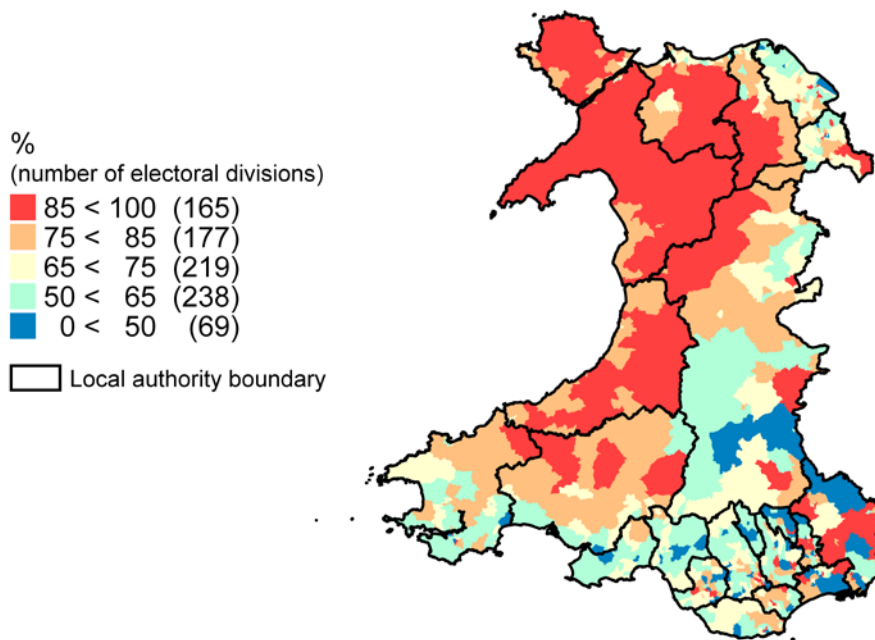 %
(number of electoral divisions)
85 < 100 (165)
75 < 85 (177)
65 < 75 (219)
50 < 65 (238)
0 < 50 (69)
Local authority boundary